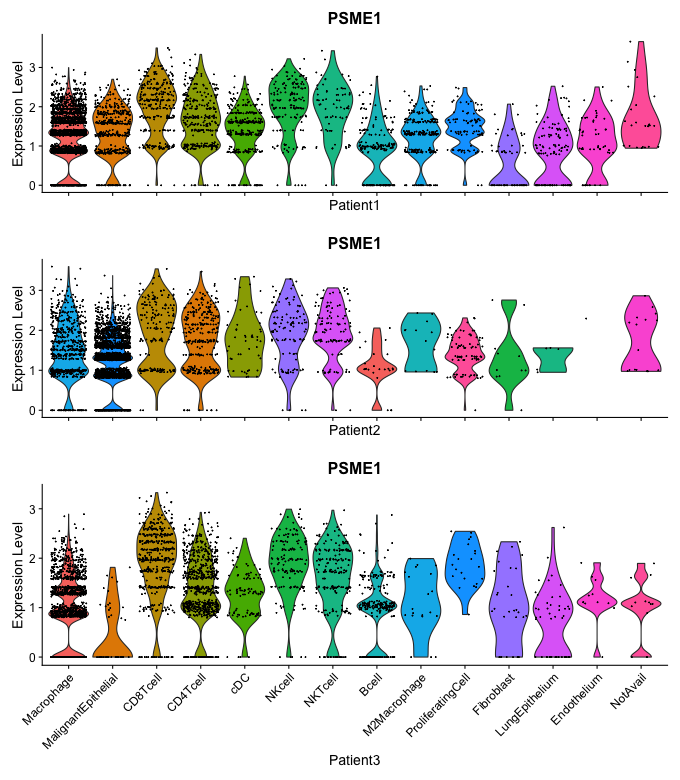 PSME1
Expression Level
3
2
1
0
Patient1
PSME1
Expression Level
3
2
1
0
Patient2
PSME1
Expression Level
3
2
1
0
Macrophage
MalignantEpithelial
CD8Tcell
CD4Tcell
cDC
NKcell
NKTcell
Bcell
M2Macrophage
ProliferatingCell
Fibroblast
LungEpithelium
Endothelium
NotAvail
Patient3